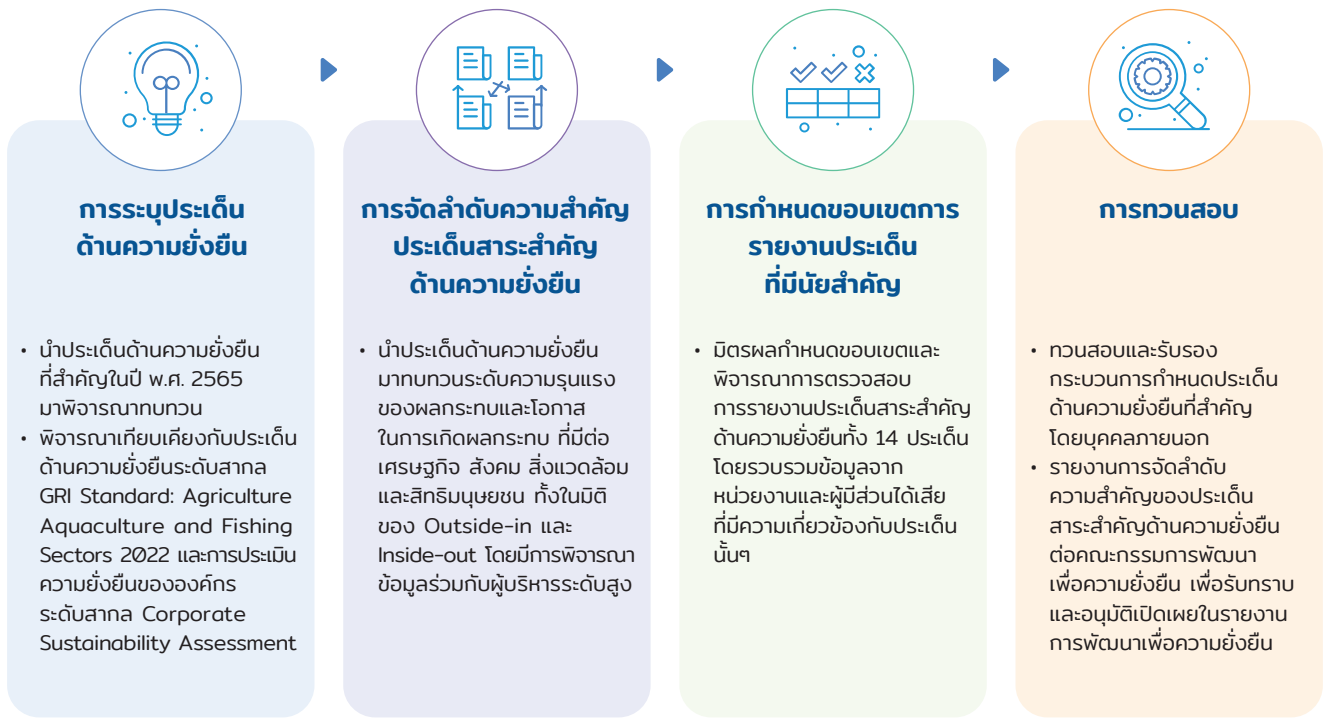 การระบุประเด็น
ด้านความยั่งยืน
• นำประเด็นด้านความยั่งยืน
ที่สำคัญในปี พ.ศ. 2565
มาพิจารณาทบทวน
• พิจารณาเทียบเคียงกับประเด็น
ด้านความยั่งยืนระดับสากล
GRI Standard: Agriculture
Aquaculture and Fishing
Sectors 2022 และการประเมิน
ความยั่งยืนขององค์กร
ระดับสากล Corporate
Sustainability Assessment
การจัดลำดับความสำคัญ
ประเด็นสาระสำคัญ
ด้านความยั่งยืน
• นำประเด็นด้านความยั่งยืน
มาทบทวนระดับความรุนแรง
ของผลกระทบและโอกาส
ในการเกิดผลกระทบ ที่มีต่อ
เศรษฐกิจ สังคม สิ่งแวดล้อม
และสิทธิมนุษยชน ทั้งในมิติ
ของ Outside-in และ
Inside-out โดยมีการพิจารณา
ข้อมูลร่วมกับผู้บริหารระดับสูง
การกำหนดขอบเขตการ
รายงานประเด็น
ที่มีนัยสำคัญ
• มิตรผลกำหนดขอบเขตและ
พิจารณาการตรวจสอบ
การรายงานประเด็นสาระสำคัญ
ด้านความยั่งยืนทั้ง 14 ประเด็น
โดยรวบรวมข้อมูลจาก
หน่วยงานและผู้มีส่วนได้เสีย
ที่มีความเกี่ยวข้องกับประเด็น
นั้นๆ
การทวนสอบ
• ทวนสอบและรับรอง
กระบวนการกำหนดประเด็น
ด้านความยั่งยืนที่สำคัญ
โดยบุคคลภายนอก
• รายงานการจัดลำดับ
ความสำคัญของประเด็น
สาระสำคัญด้านความยั่งยืน
ต่อคณะกรรมการพัฒนา
เพื่อความยั่งยืน เพื่อรับทราบ
และอนุมัติเปิดเผยในรายงาน
การพัฒนาเพื่อความยั่งยืน